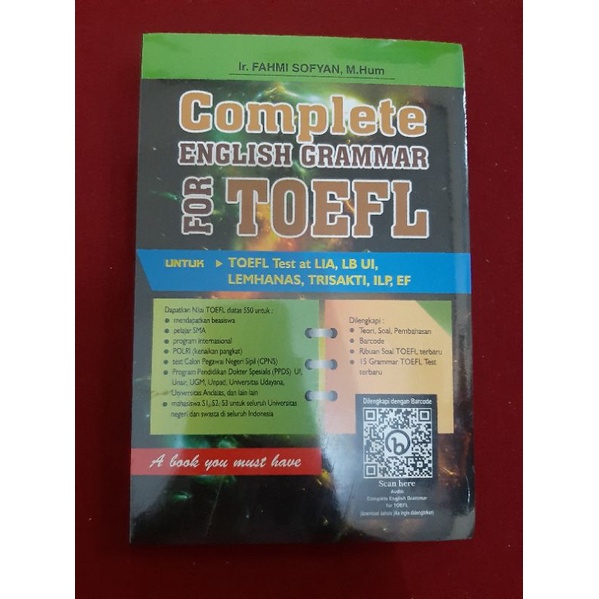 Ir. FAHMI SOFYAN, M.Hum
Complete
ENGLISH GRAMMAR
FOR TOEFL
UNTUK ▶ TOEFL Test at LIA, LB UI,
LEMHANAS, TRISAKTI, ILP, EF
Dapatkan Nilai TOEFL diatas 550 untuk :
• mendapatkan beasiswa
• pelajar SMA
• program Internasional
• POLRI (kenaikan pangkat)
• test Calon Pegawai Negeri Sipil (CPNS)
• Program Pendidikan Dokter Spesialis (PPDS) UI,
Unair, UGM, Unpad, Universitas Udayana,
Universitas Andalas, dan lain lain
• mahasiswa S1, S2, S3 untuk seluruh Universitas
negeri dan swasta di seluruh Indonesia
Dilengkapi :
• Teori, Soal, Pembahasan
• Barcode
• Ribuan Soal TOEFL terbaru
• 15 Grammar TOEFL Test
terbaru
A book you must have
Dilengkapi dengan Barcode
Scan here
Audio
Complete English Grammar
for TOEFL